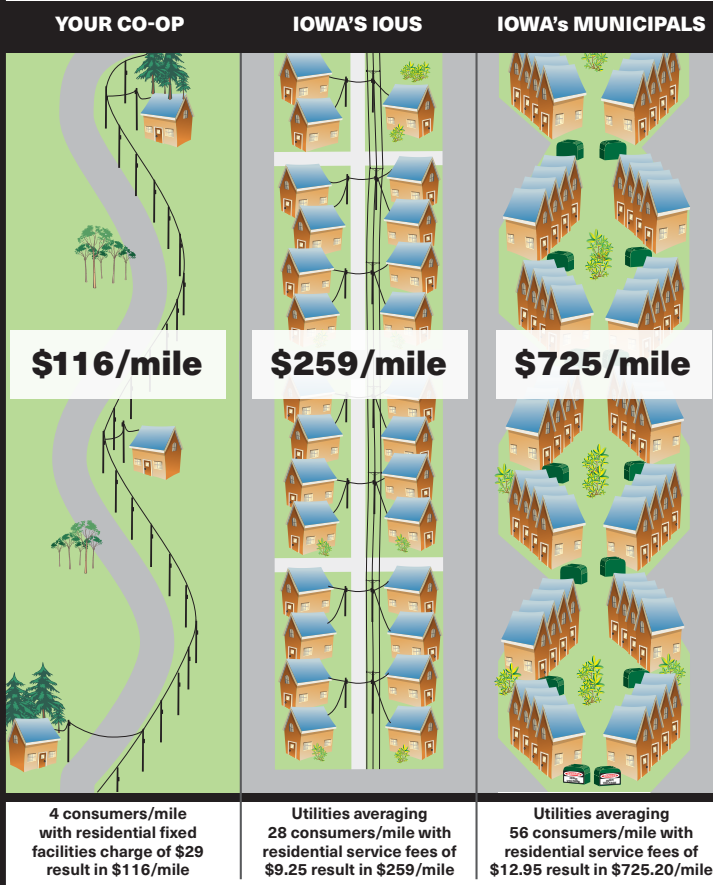 YOUR CO-OP
IOWA'S IOUS
IOWA's MUNICIPALS
$116/mile
$259/mile
$725/mile
4 consumers/mile
with residential fixed
facilities charge of $29
result in $116/mile
Utilities averaging
28 consumers/mile with
residential service fees of
$9.25 result in $259/mile
Utilities averaging
56 consumers/mile with
residential service fees of
$12.95 result in $725.20/mile